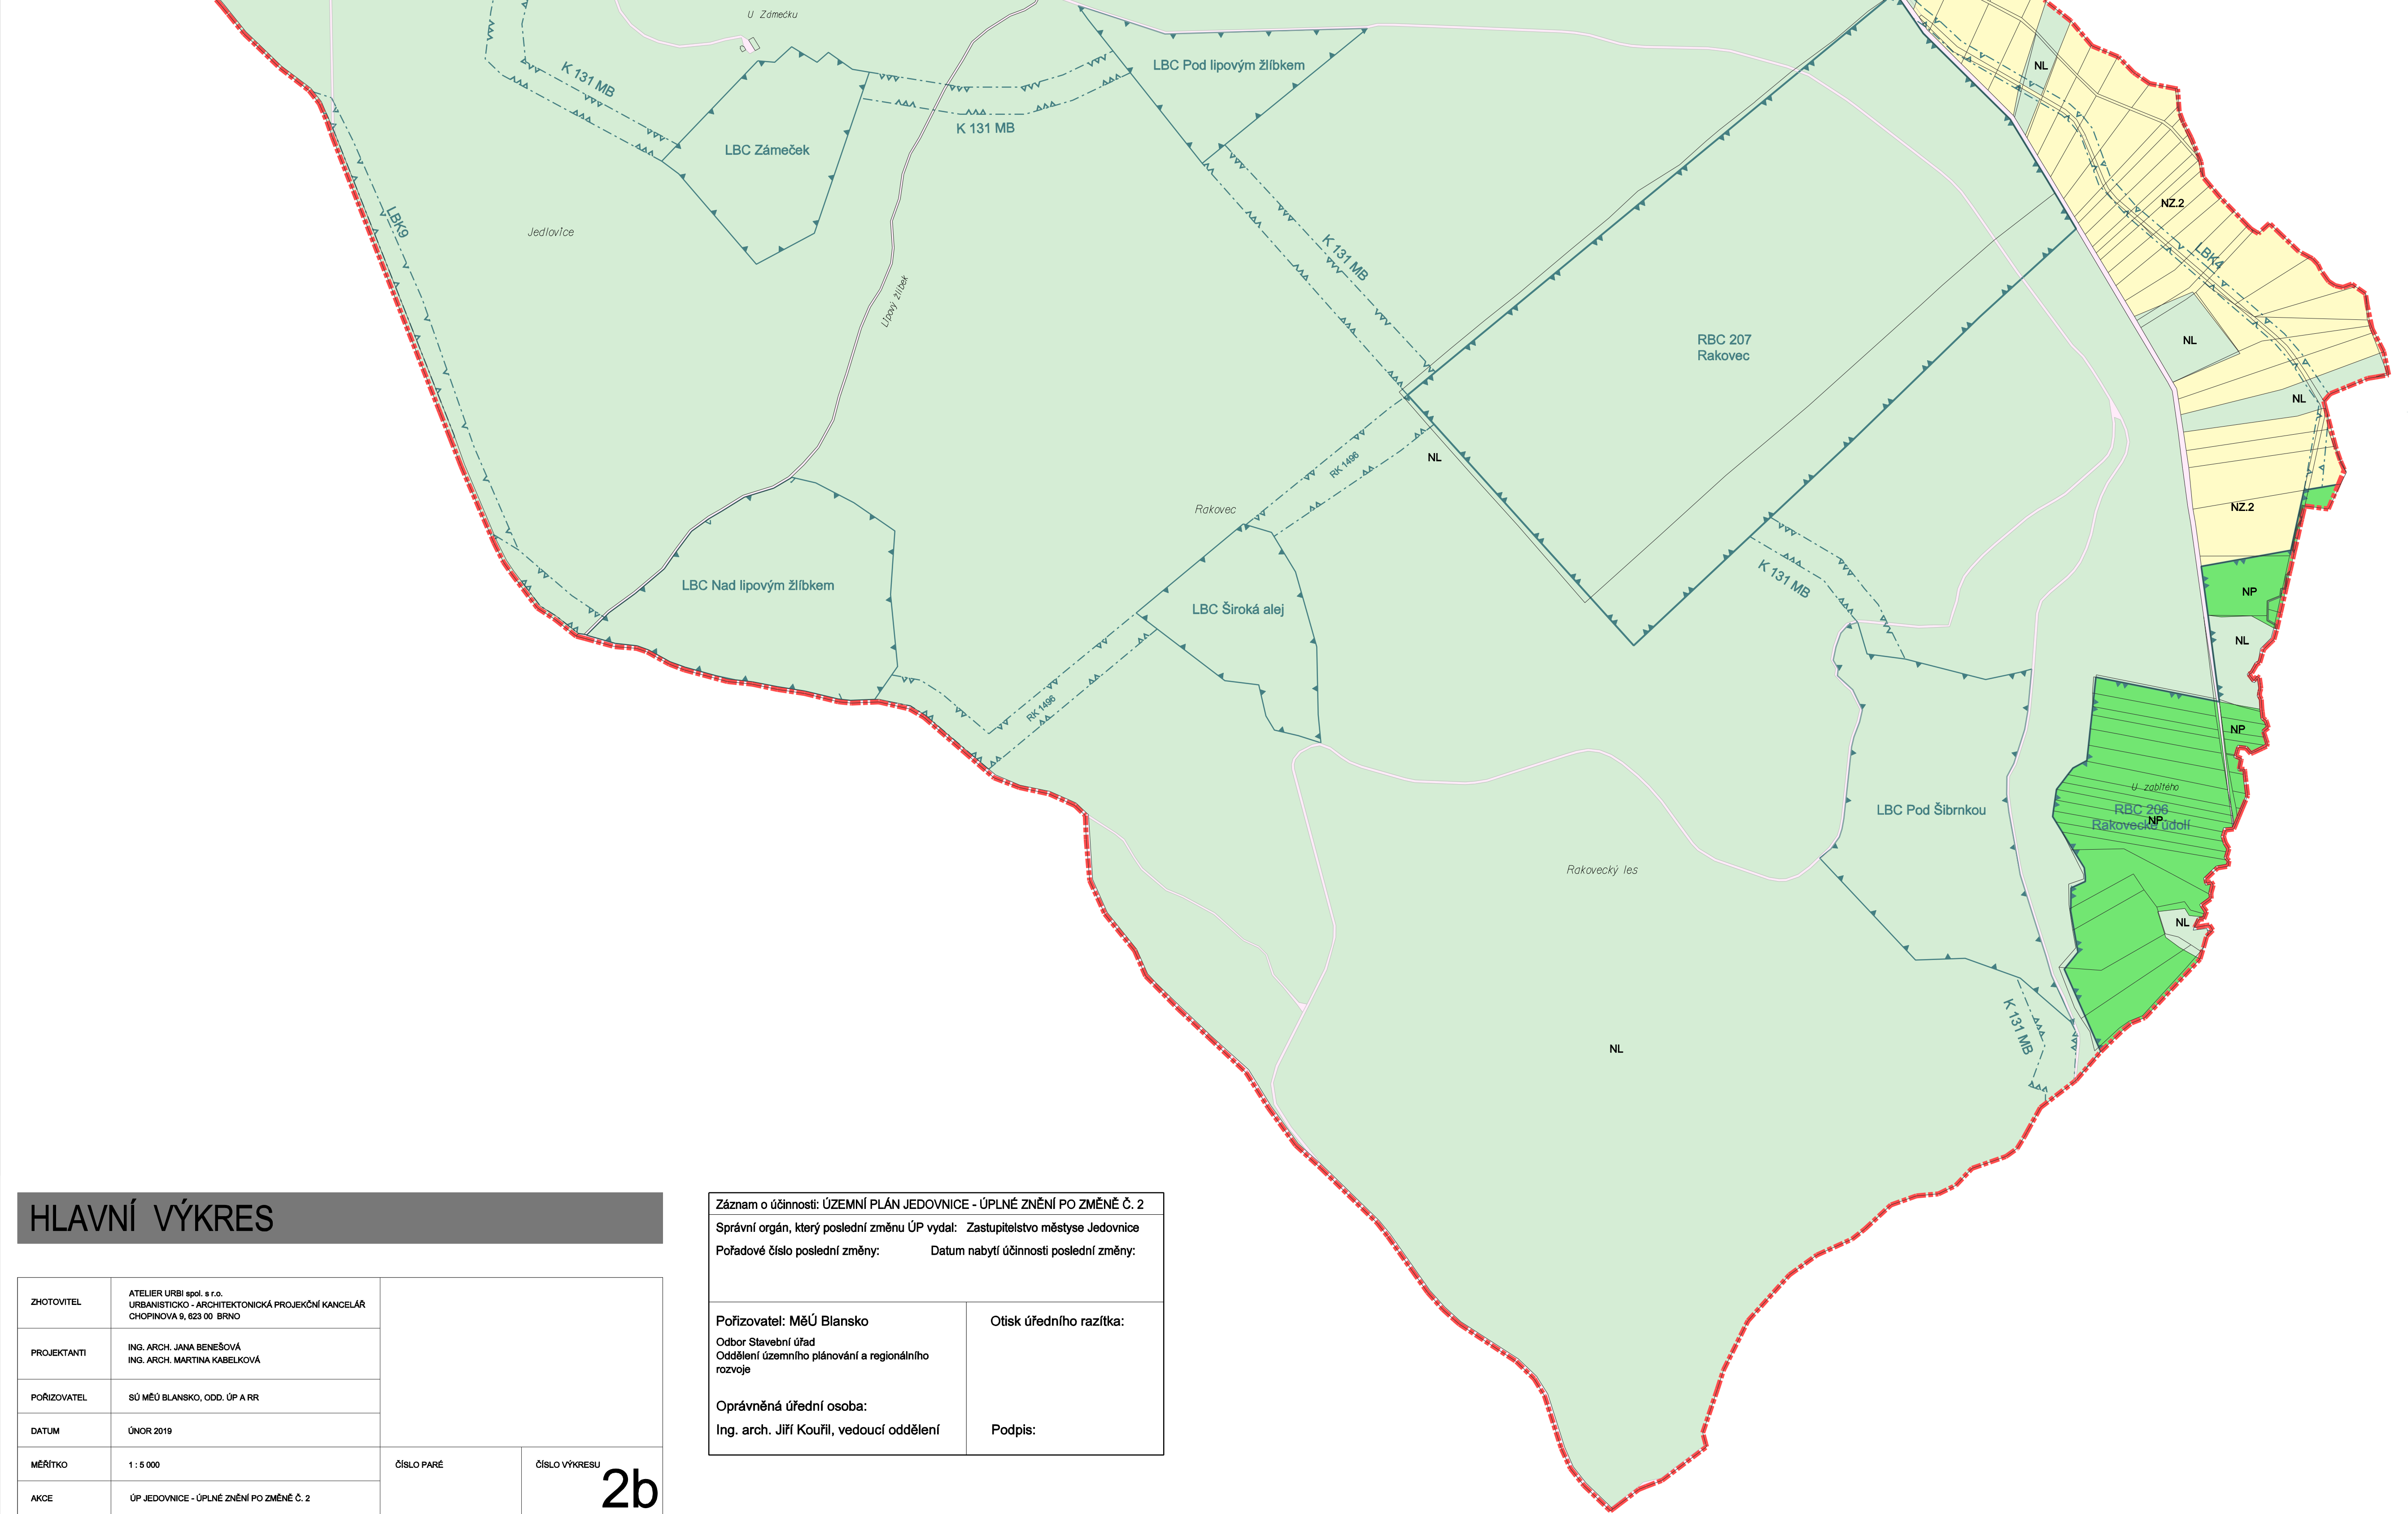 U Zámečku
K 131 MB
LBC Zámeček
K 131 MB
LBC Pod lipovým žlíbkem
NL
NZ.2
LBK9
Jedlovice
K 131 MB
LBK4
Lipový žlíbek
RBC 207
Rakovec
NL
NL
RK 1496
NL
Rakovec
NZ.2
LBC Nad lipovým žlíbkem
LBC Široká alej
K 131 MB
NP
NL
RK 1496
NP
U zabitého
RBC 206
Rakovecké údolí
NP
LBC Pod Šibrnkou
Rakovecký les
NL
K 131 MB
NL
HLAVNÍ VÝKRES
ZHOTOVITEL
ATELIER URBI spol. s r.o.
URBANISTICKO - ARCHITEKTONICKÁ PROJEKČNÍ KANCELÁŘ
CHOPINOVA 9, 623 00 BRNO
PROJEKTANTI
ING. ARCH. JANA BENEŠOVÁ
ING. ARCH. MARTINA KABELKOVÁ
POŘIZOVATEL
SÚ MĚÚ BLANSKO, ODD. ÚP A RR
DATUM
ÚNOR 2019
MĚŘÍTKO
1 : 5 000
ČÍSLO PARÉ
ČÍSLO VÝKRESU
2b
AKCE
ÚP JEDOVNICE - ÚPLNÉ ZNĚNÍ PO ZMĚNĚ Č. 2
Záznam o účinnosti: ÚZEMNÍ PLÁN JEDOVNICE - ÚPLNÉ ZNĚNÍ PO ZMĚNĚ Č. 2
Správní orgán, který poslední změnu ÚP vydal: Zastupitelstvo městyse Jedovnice
Pořadové číslo poslední změny: Datum nabytí účinnosti poslední změny:
Pořizovatel: MěÚ Blansko
Odbor Stavební úřad
Oddělení územního plánování a regionálního
rozvoje
Oprávněná úřední osoba:
Ing. arch. Jiří Kouřil, vedoucí oddělení
Otisk úředního razítka:
Podpis: